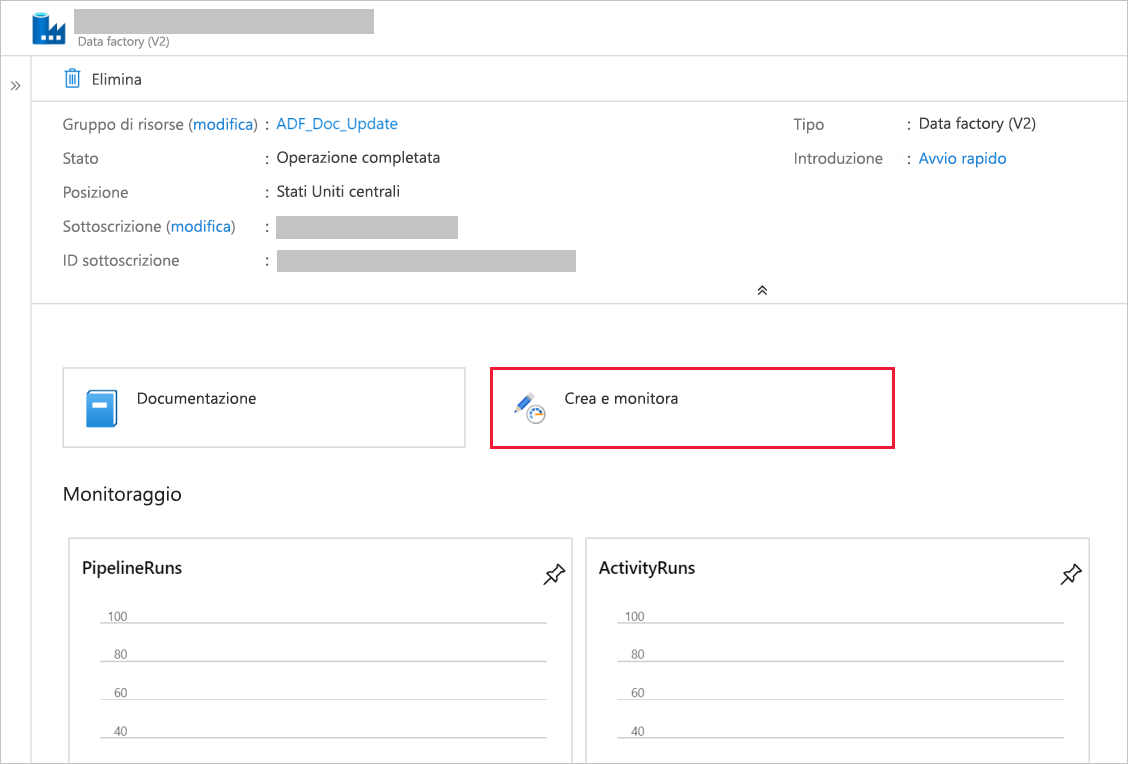 Data factory (V2)
Elimina
Gruppo di risorse (modifica) : ADF_Doc_Update
Tipo : Data factory (V2)
Stato : Operazione completata
Introduzione : Avvio rapido
Posizione : Stati Uniti centrali
Sottoscrizione (modifica) :
ID sottoscrizione :
Documentazione
Crea e monitora
Monitoraggio
PipelineRuns
100
80
60
40
ActivityRuns
100
80
60
40